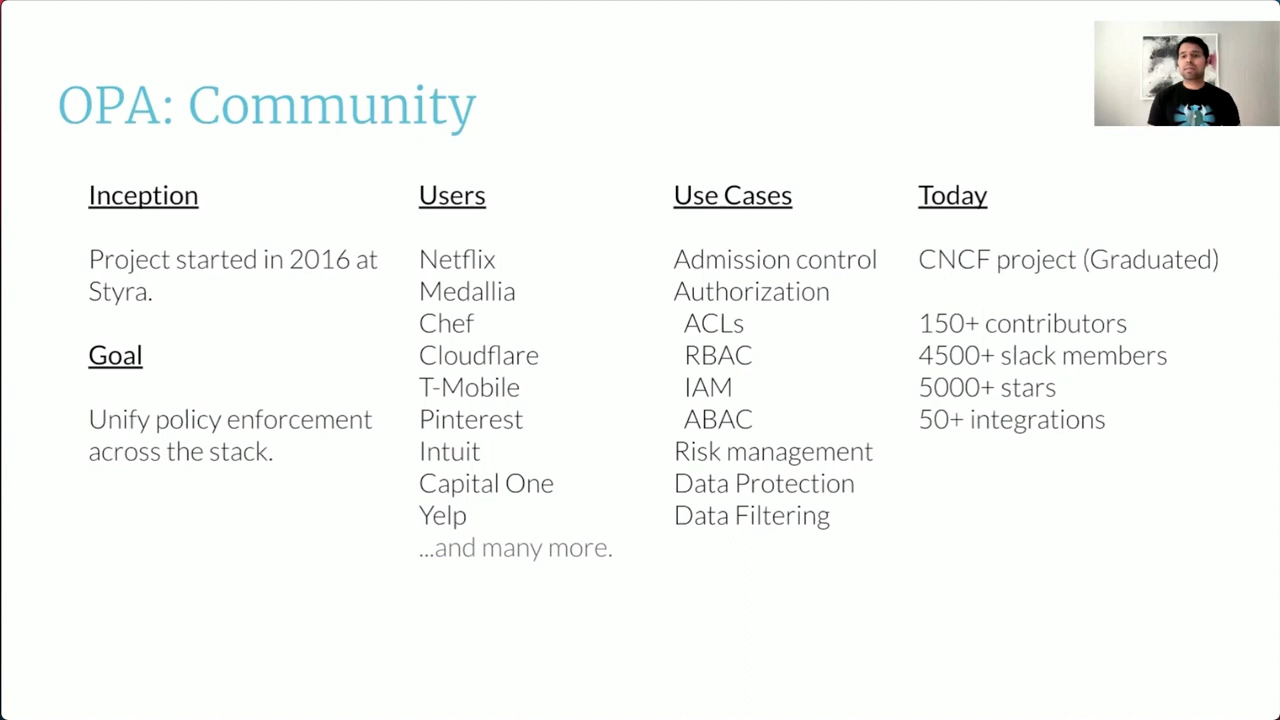 OPA: Community
Inception
Project started in 2016 at
Styra.
Goal
Unify policy enforcement
across the stack.
Users
Netflix
Medallia
Chef
Cloudflare
T-Mobile
Pinterest
Intuit
Capital One
Yelp
...and many more.
Use Cases
Admission control
Authorization
ACLs
RBAC
IAM
ABAC
Risk management
Data Protection
Data Filtering
Today
CNCF project (Graduated)
150+ contributors
4500+ slack members
5000+ stars
50+ integrations